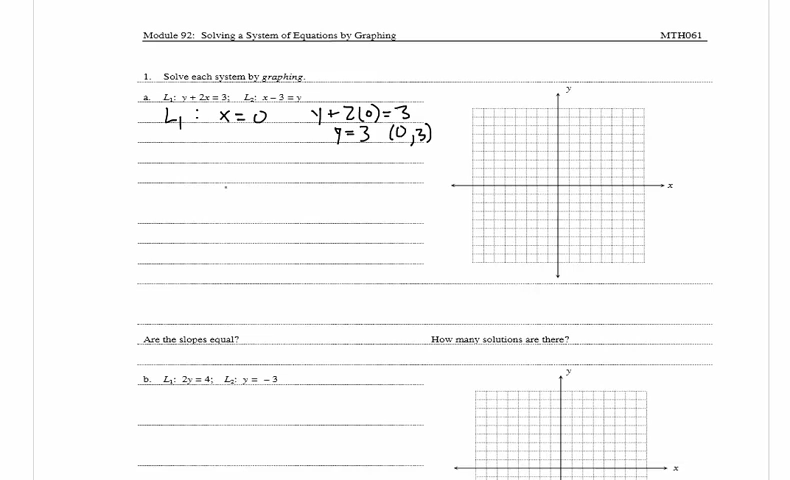 Module 92: Solving a System of Equations by Graphing MTH061
1. Solve each system by graphing.
a. L₁: y + 2x = 3; L₂: x – 3 = y
L₁ : x = 0 y + 2(0) = 3
y = 3 (0,3)
y
x
Are the slopes equal? How many solutions are there?
b. L₁: 2y = 4; L₂: y = – 3
y
x